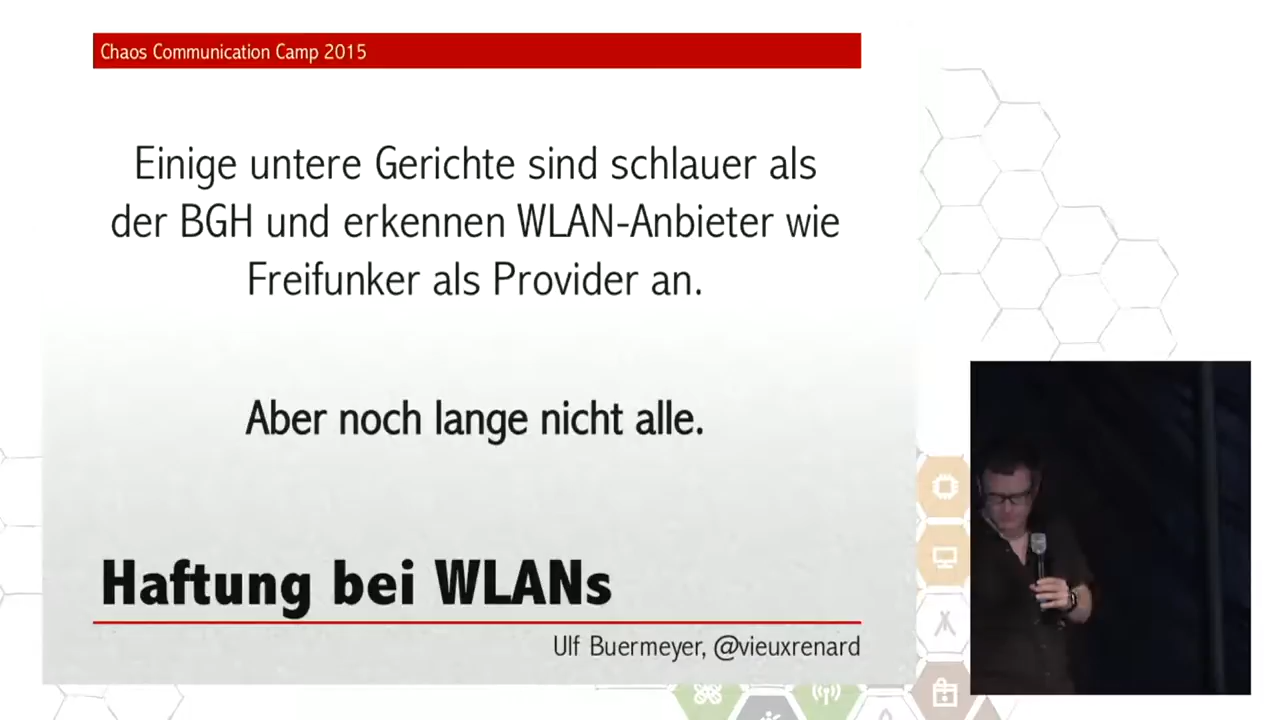 Chaos Communication Camp 2015
Einige untere Gerichte sind schlauer als
der BGH und erkennen WLAN-Anbieter wie
Freifunker als Provider an.
Aber noch lange nicht alle.
Haftung bei WLANs
Ulf Buermeyer, @vieuxrenard